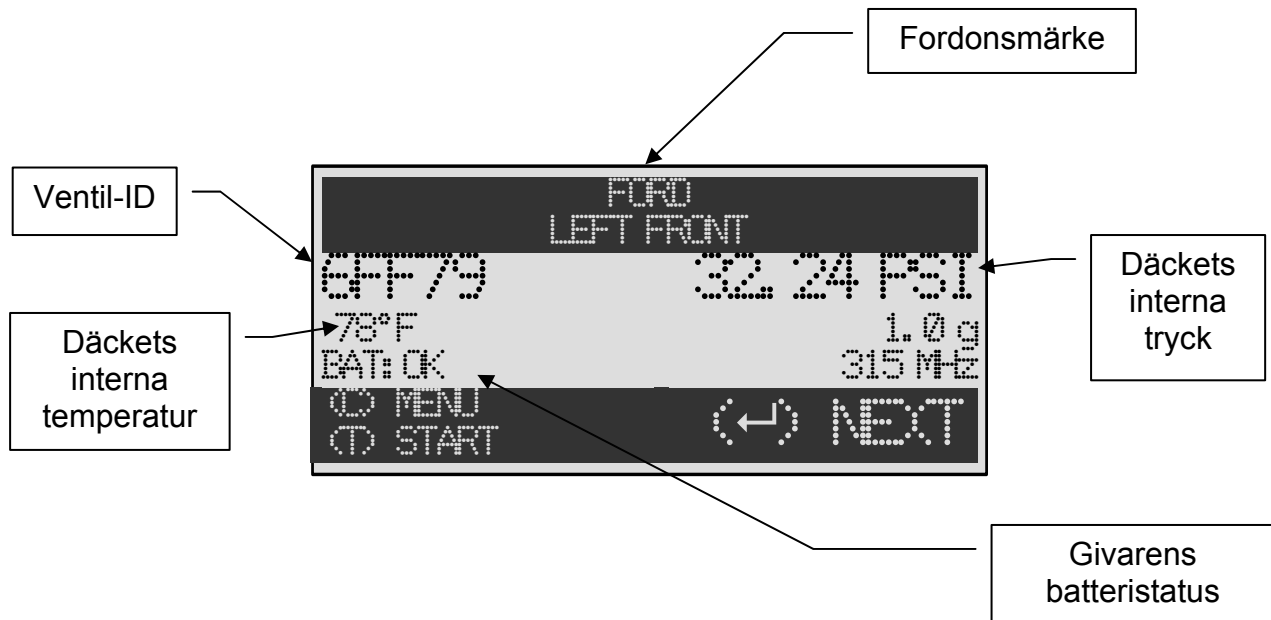 Fordonsmärke
Ventil-ID
FORD
LEFT FRONT
6FF79 32.24 PSI
Däckets
interna
tryck
Däckets
interna
temperatur
78°F 1.0 g
BAT: OK 315 MHz
(C) MENU
(T) START
(↵) NEXT
Givarens
batteristatus